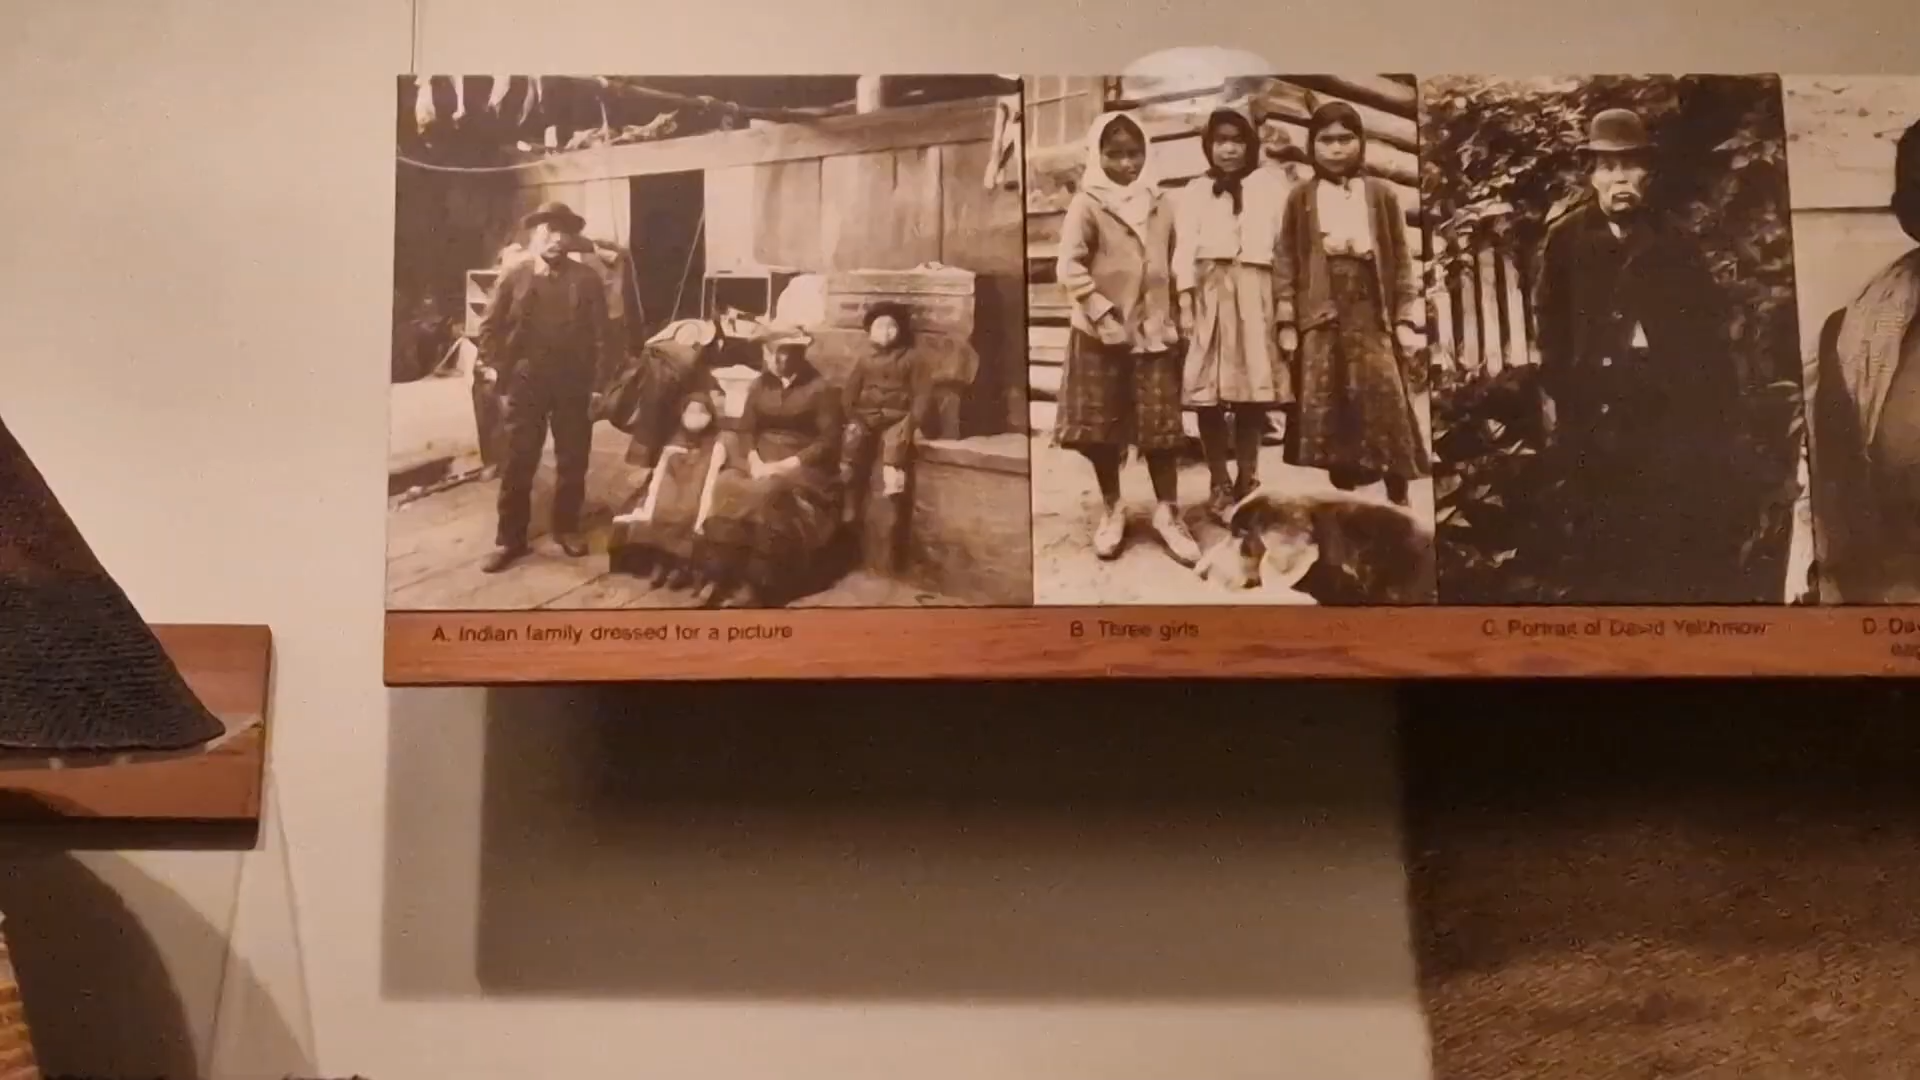 A. Indian family dressed for a picture
B. Three girls
C. Portrait of David Yelthmow
D.